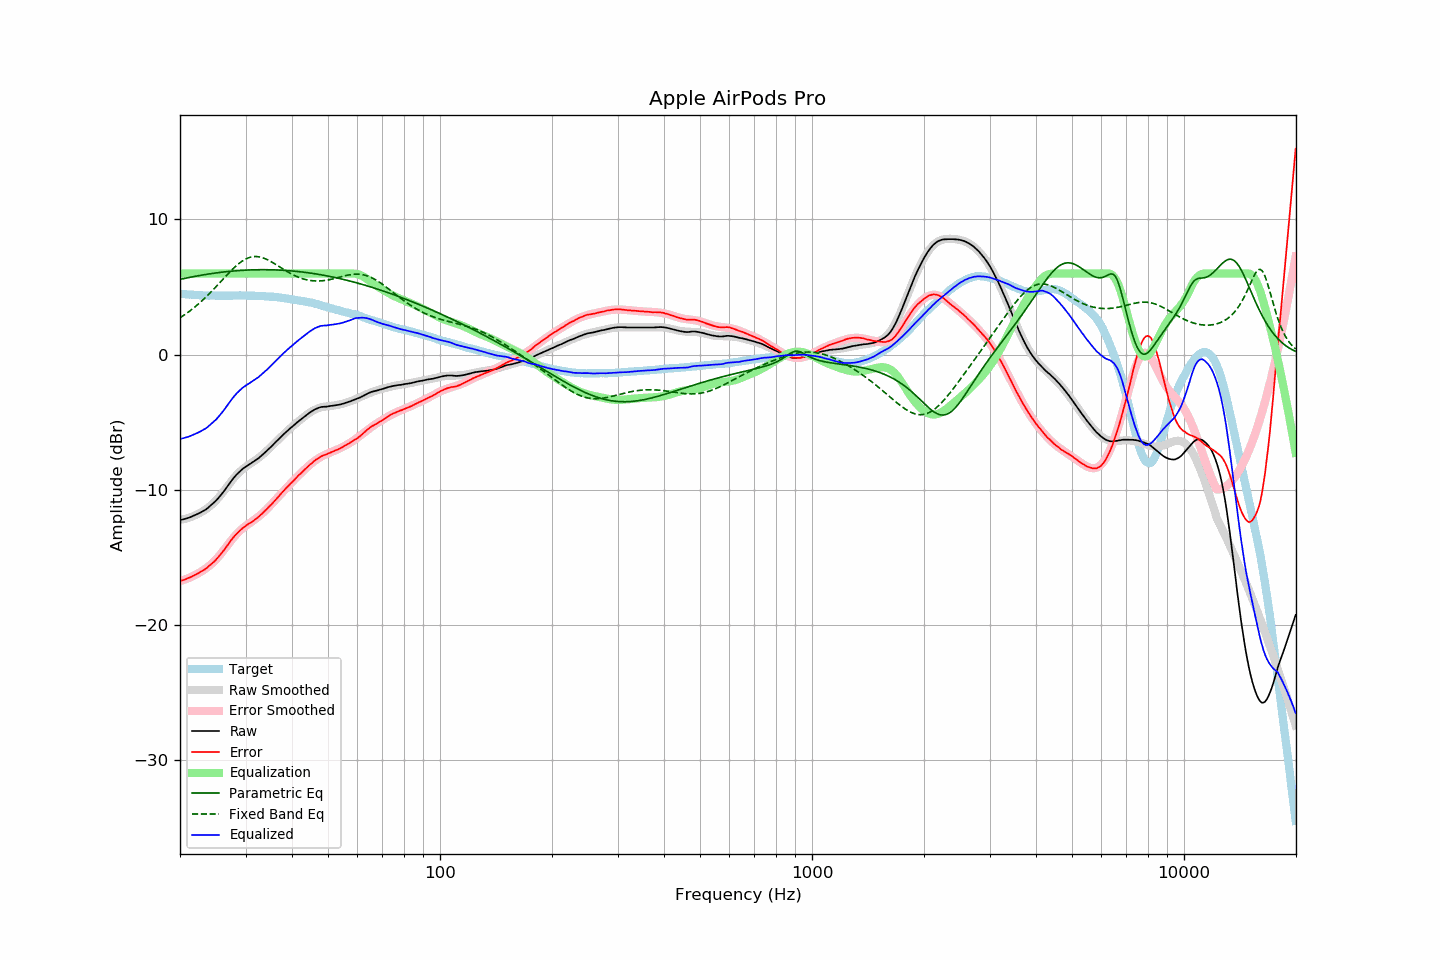 Apple AirPods Pro
Amplitude (dBr)
10
0
−10
−20
−30
Target
Raw Smoothed
Error Smoothed
Raw
Error
Equalization
Parametric Eq
Fixed Band Eq
Equalized
100 1000 10000
Frequency (Hz)